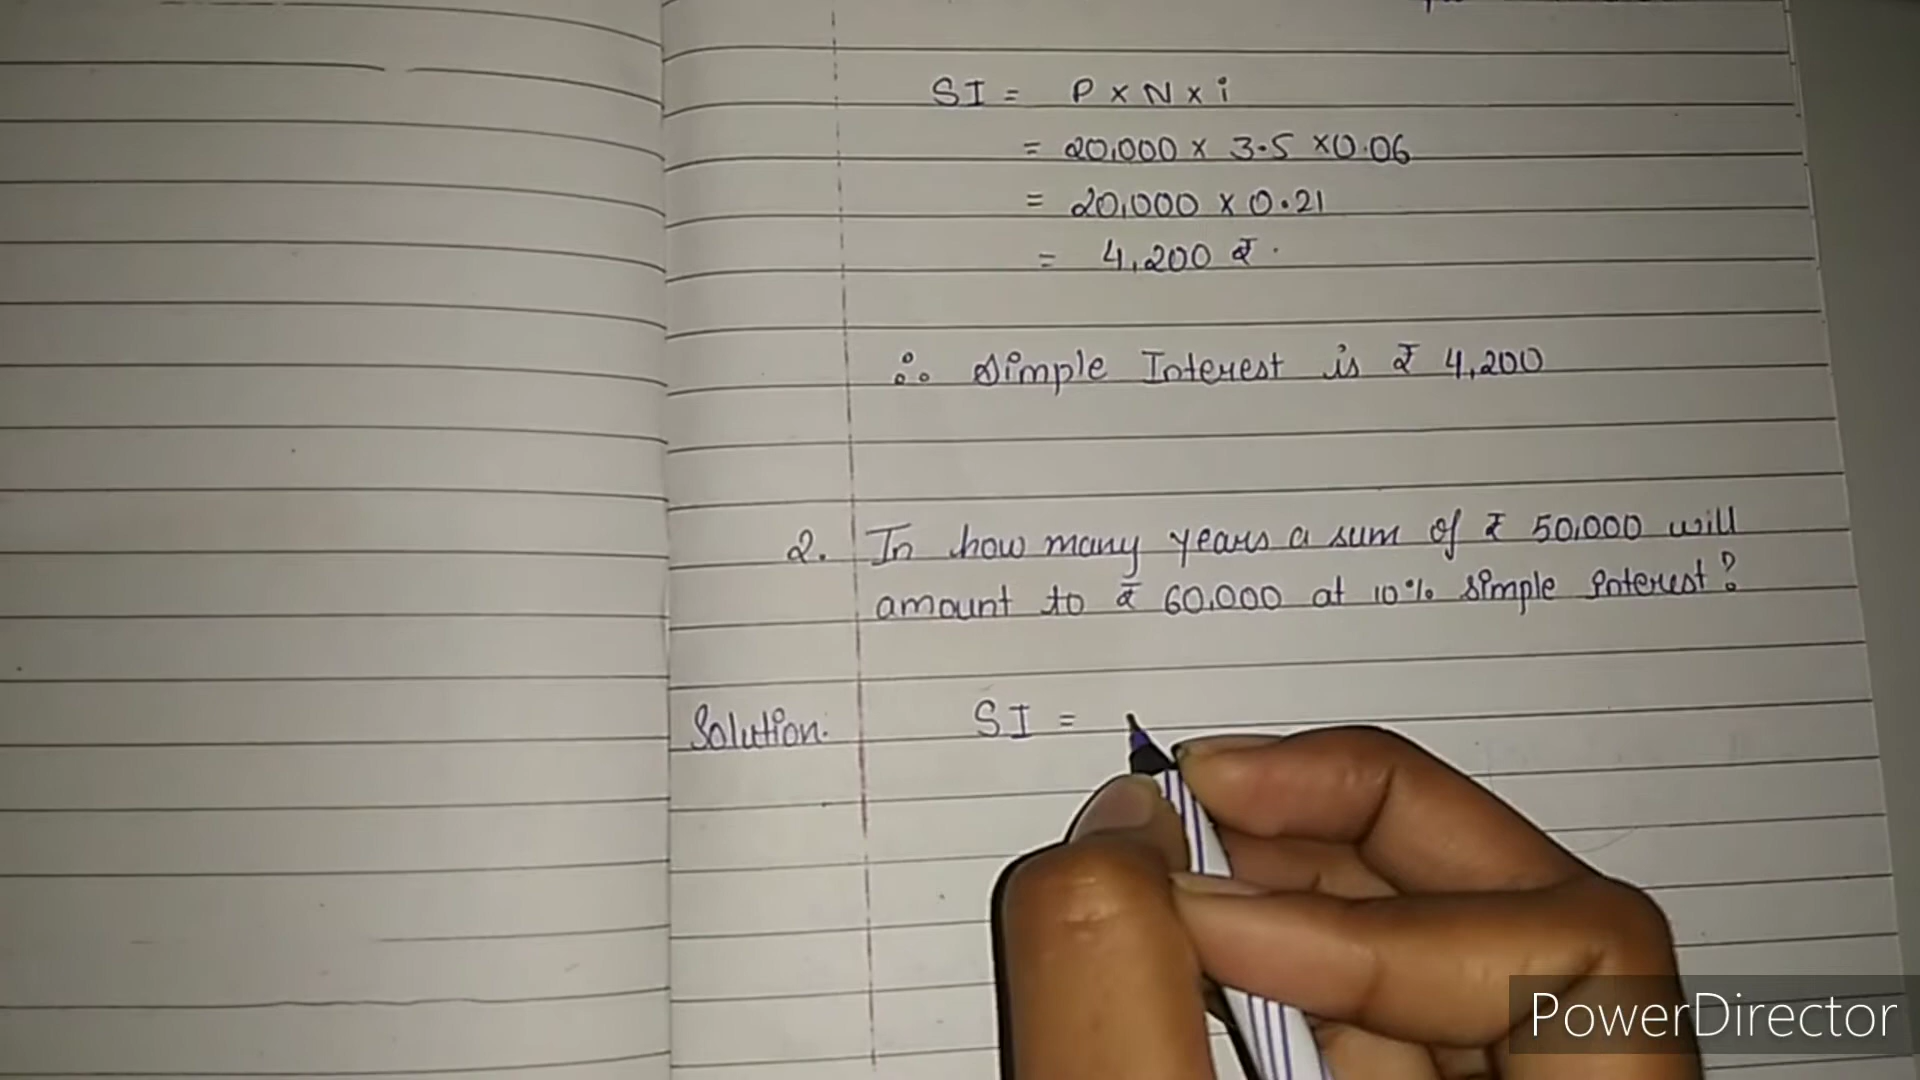 SI = P × N × i
= 20,000 × 3.5 × 0.06
= 20,000 × 0.21
= 4,200 ₹.
∴ Simple Interest is ₹ 4,200
2. In how many years a sum of ₹ 50,000 will
amount to ₹ 60,000 at 10% simple interest?
Solution. SI =
PowerDirector